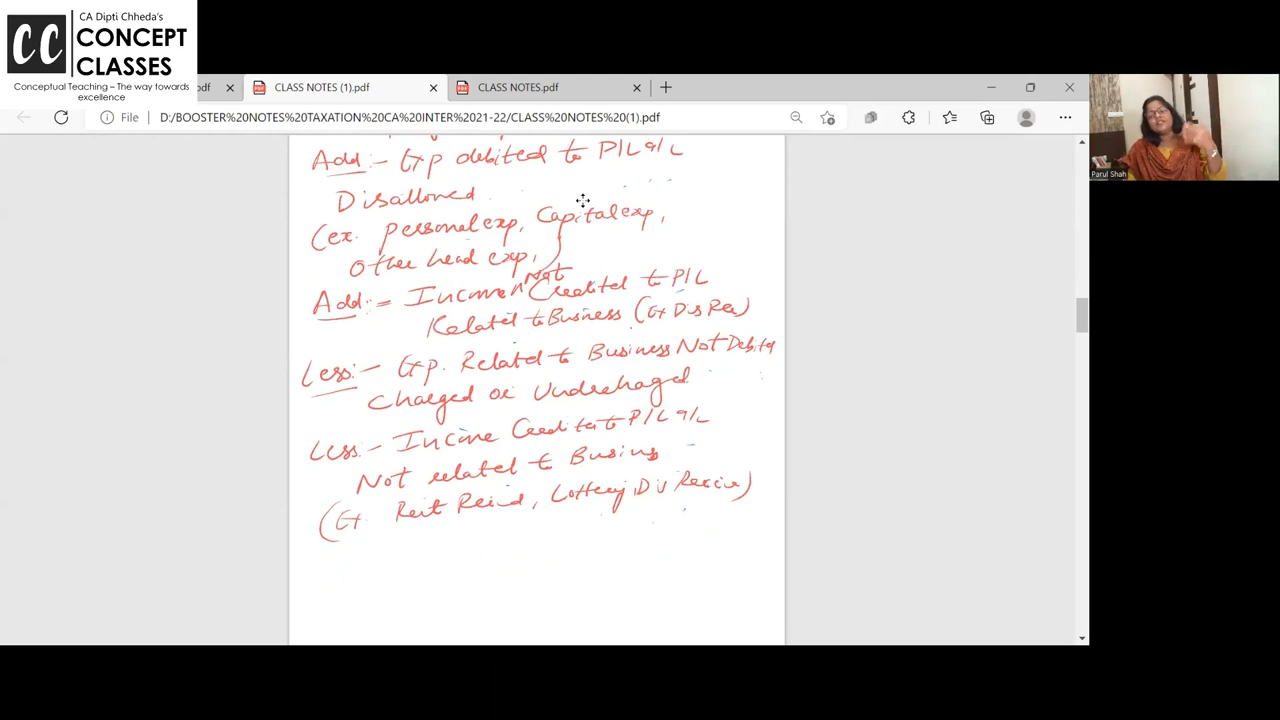 CA Dipti Chheda's
CONCEPT
CLASSES
CC
Conceptual Teaching – The way towards
excellence
pdf
CLASS NOTES (1).pdf
CLASS NOTES.pdf
File
D:/BOOSTER%20NOTES%20TAXATION%20CA%20INTER%2021-22/CLASS%20NOTES%20(1).pdf
Parul Shah
Add:- Exp debited to P/L a/c
Disallowed
(ex. personal exp, Capital exp,
Other head exp,)
Add:= Income Not Credited to P/L
Related to Business (Ex Dis Rec)
Less:- Exp. Related to Business Not Debited
Charged or Undercharged
Less:- Income Credited to P/L a/c
Not related to Business
(Ex. Rent Received, Lottery, Div Receive)